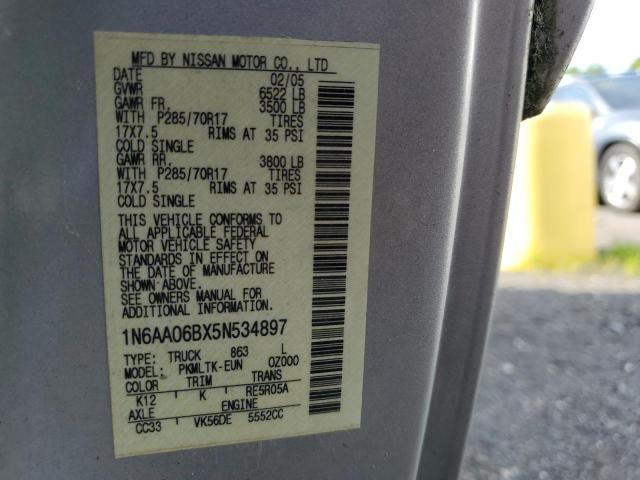 MFD BY NISSAN MOTOR CO., LTD
DATE 02/05
GVWR 6522 LB
GAWR FR. 3500 LB
WITH P285/70R17 TIRES
17X7.5 RIMS AT 35 PSI
COLD SINGLE
GAWR RR. 3800 LB
WITH P285/70R17 TIRES
17X7.5 RIMS AT 35 PSI
COLD SINGLE
THIS VEHICLE CONFORMS TO
ALL APPLICABLE FEDERAL
MOTOR VEHICLE SAFETY
STANDARDS IN EFFECT ON
THE DATE OF MANUFACTURE
SHOWN ABOVE.
SEE OWNERS MANUAL FOR
ADDITIONAL INFORMATION.
1N6AA06BX5N534897
TYPE: TRUCK 863 L
MODEL: PKMLTK-EUN 0Z000
COLOR TRIM TRANS
K12 K RE5R05A
AXLE ENGINE
CC33 VK56DE 5552CC